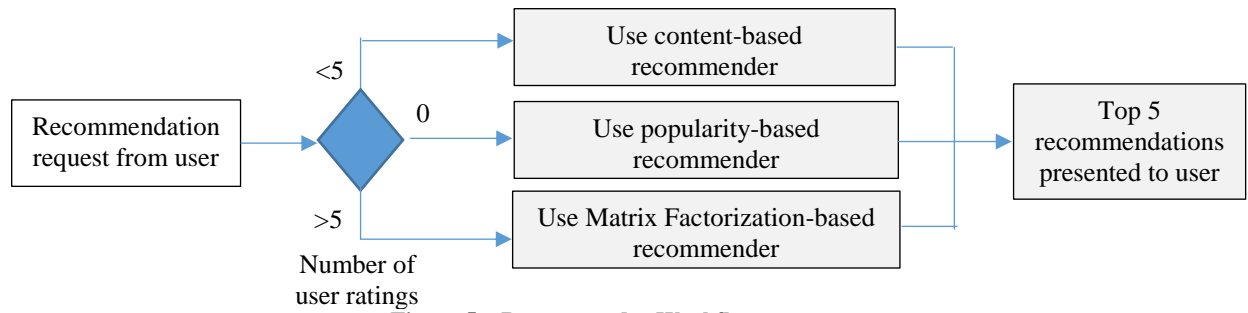 Recommendation
request from user
<5
0
>5
Number of
user ratings
Use content-based
recommender
Use popularity-based
recommender
Use Matrix Factorization-based
recommender
Top 5
recommendations
presented to user